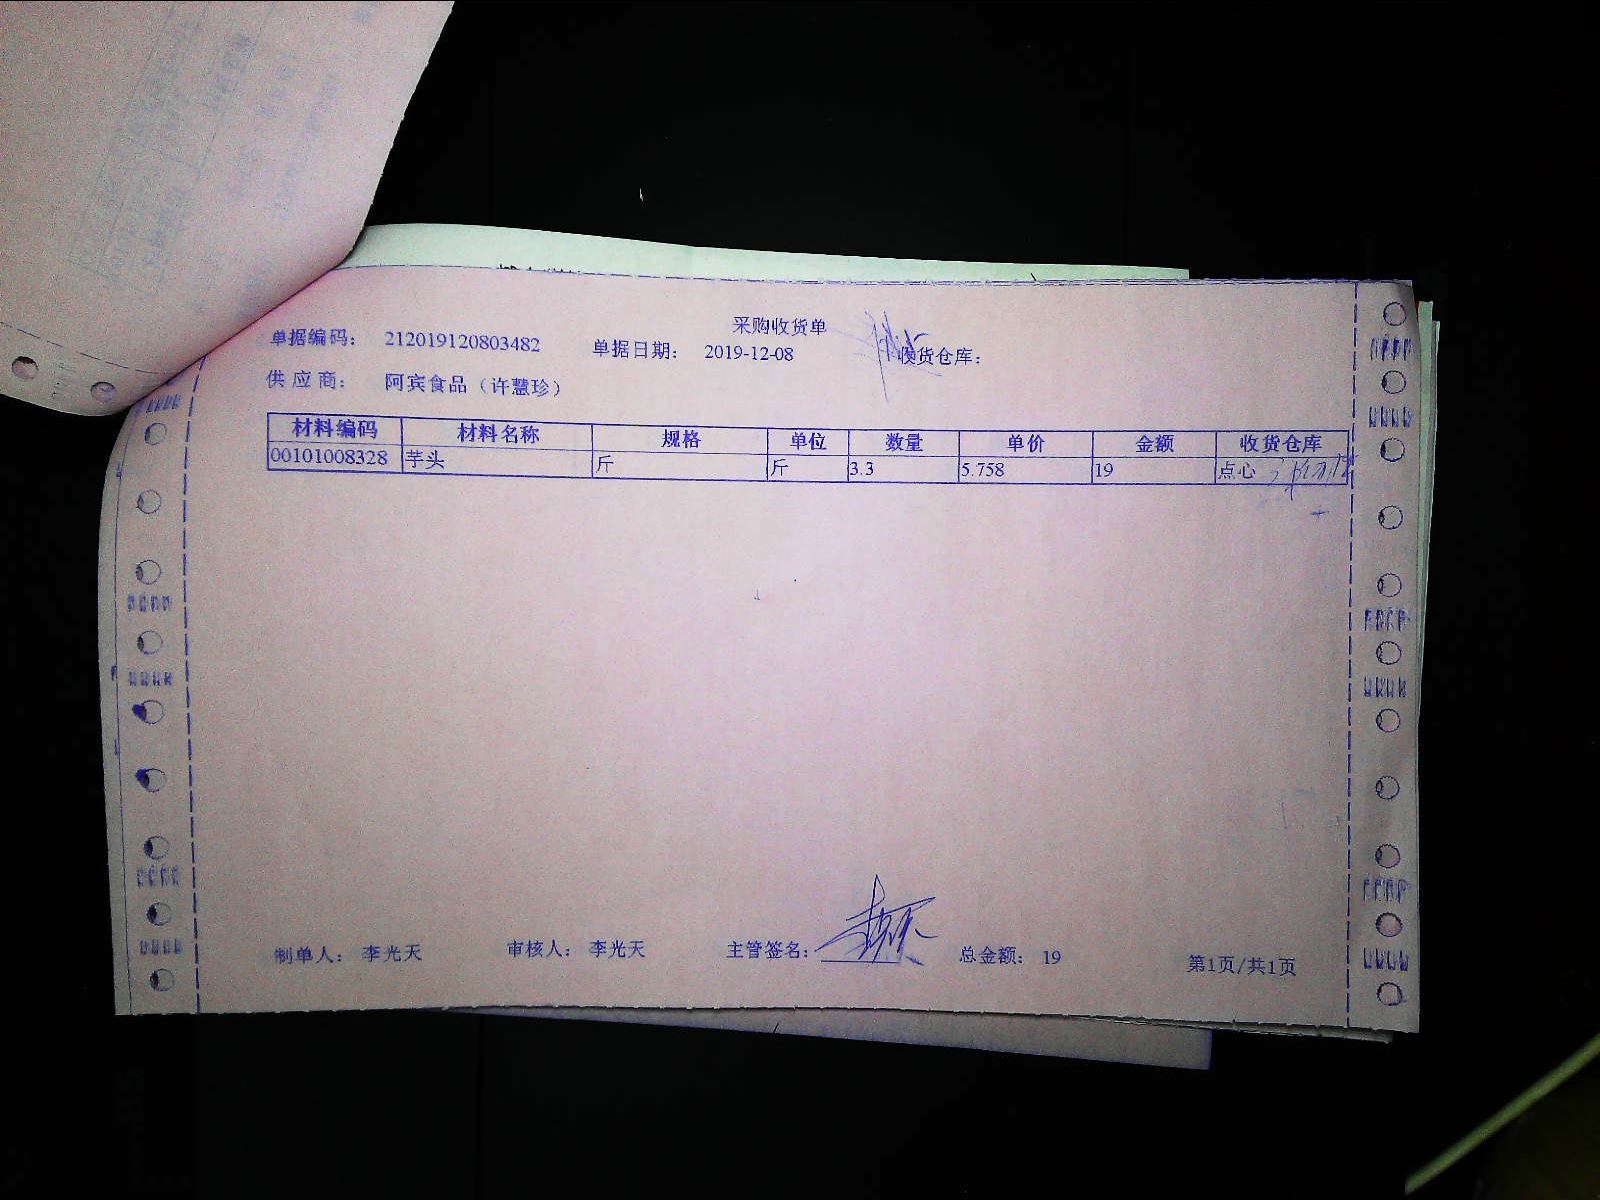 采购收货单
单据编码: 212019120803482 单据日期: 2019-12-08 收货仓库:
供应商: 阿宾食品（许慧珍）
材料编码 材料名称 规格 单位 数量 单价 金额 收货仓库
00101008328 芋头 斤 斤 3.3 5.758 19 点心
制单人: 李光天 审核人: 李光天 主管签名: 总金额: 19 第1页/共1页